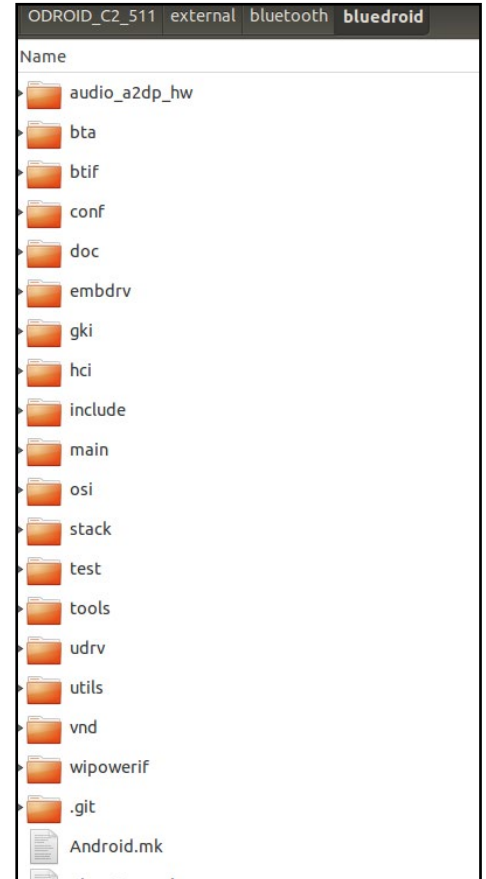 ODROID_C2_511 external bluetooth bluedroid
Name
audio_a2dp_hw
bta
btif
conf
doc
embdrv
gki
hci
include
main
osi
stack
test
tools
udrv
utils
vnd
wipowerif
.git
Android.mk